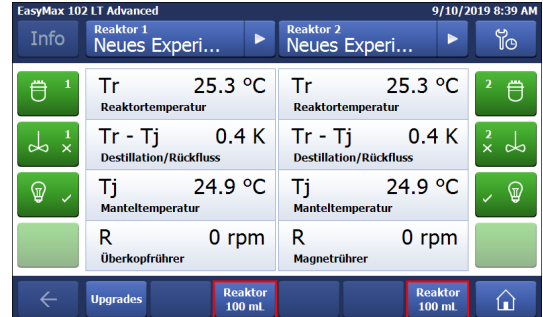 EasyMax 102 LT Advanced 9/10/2019 8:39 AM
Info
Reaktor 1
Neues Experi...
Reaktor 2
Neues Experi...
1
Tr 25.3 °C
Reaktortemperatur
Tr 25.3 °C
Reaktortemperatur
2
1
Tr - Tj 0.4 K
Destillation/Rückfluss
Tr - Tj 0.4 K
Destillation/Rückfluss
2
Tj 24.9 °C
Manteltemperatur
Tj 24.9 °C
Manteltemperatur
R 0 rpm
Überkopfrührer
R 0 rpm
Magnetrührer
Upgrades
Reaktor
100 mL
Reaktor
100 mL